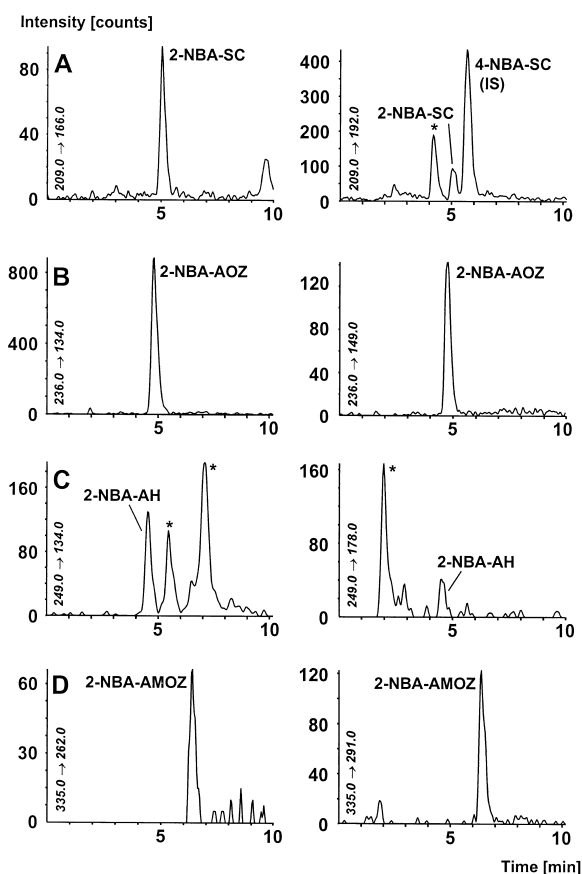 Intensity [counts]
A
2-NBA-SC
80
40
0
209.0 → 166.0
5
10
400
300
200
100
0
209.0 → 192.0
4-NBA-SC
(IS)
2-NBA-SC
*
5
10
B
2-NBA-AOZ
800
400
0
236.0 → 134.0
5
10
2-NBA-AOZ
120
80
40
0
236.0 → 149.0
5
10
C
2-NBA-AH
*
*
160
80
0
249.0 → 134.0
5
10
160
80
0
*
249.0 → 178.0
2-NBA-AH
5
10
D
2-NBA-AMOZ
60
30
0
335.0 → 262.0
5
10
2-NBA-AMOZ
120
80
40
0
335.0 → 291.0
5
10
Time [min]